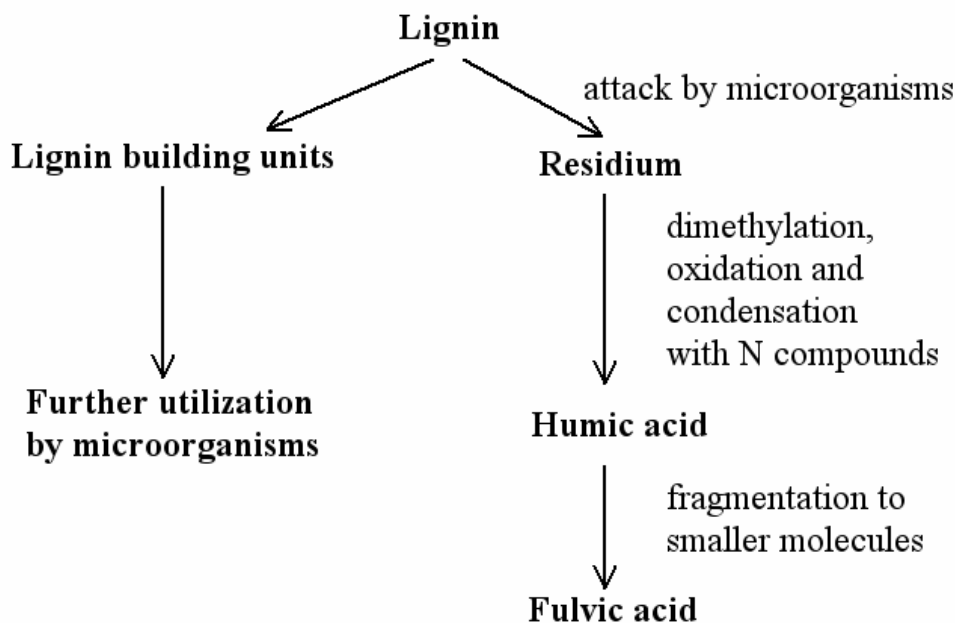 Lignin
attack by microorganisms
Lignin building units
Residium
dimethylation,
oxidation and
condensation
with N compounds
Further utilization
by microorganisms
Humic acid
fragmentation to
smaller molecules
Fulvic acid